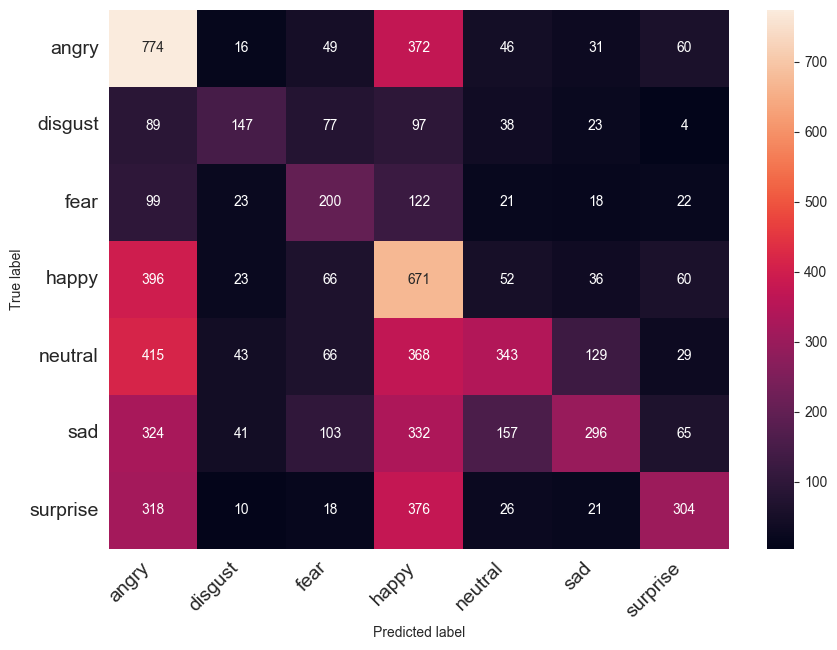 angry 774 16 49 372 46 31 60
disgust 89 147 77 97 38 23 4
fear 99 23 200 122 21 18 22
happy 396 23 66 671 52 36 60
neutral 415 43 66 368 343 129 29
sad 324 41 103 332 157 296 65
surprise 318 10 18 376 26 21 304
angry disgust fear happy neutral sad surprise
Predicted label
True label
700
600
500
400
300
200
100